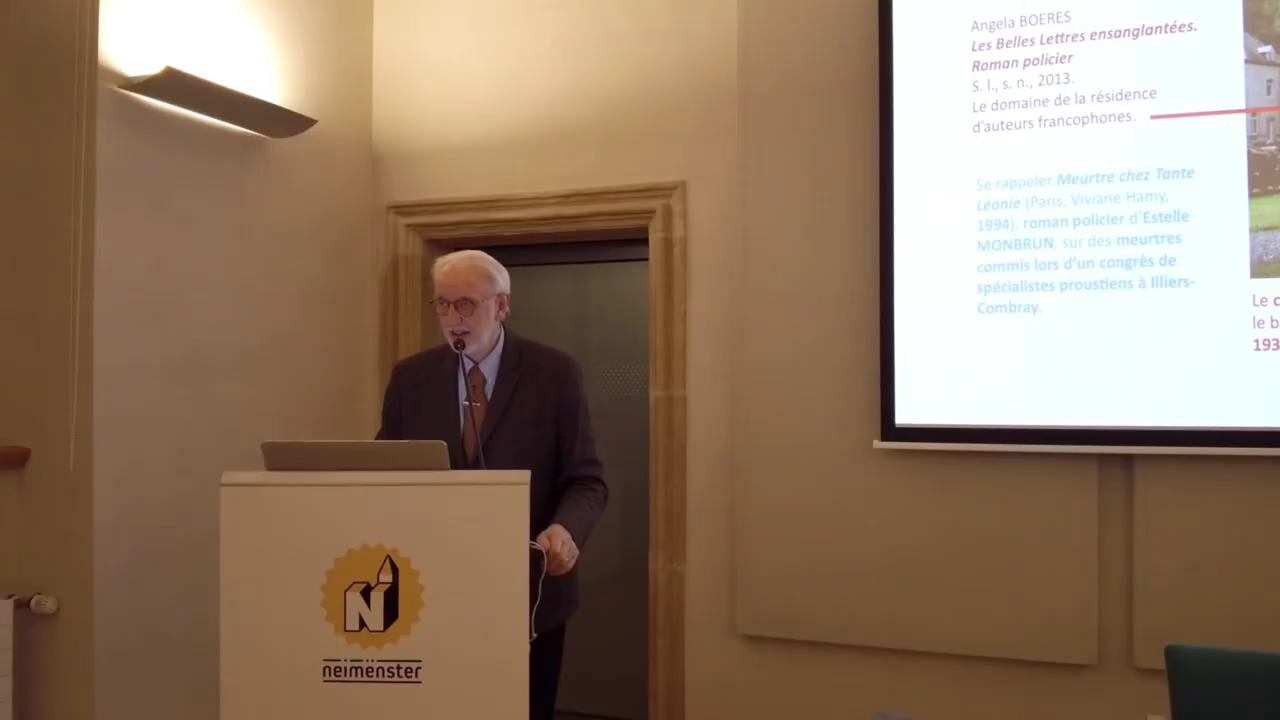 Angela BOERES
Les Belles Lettres ensanglantées.
Roman policier
S. l., s. n., 2013.
Le domaine de la résidence
d'auteurs francophones.
Se rappeler Meurtre chez Tante
Léonie (Paris, Viviane Hamy,
1994), roman policier d'Estelle
MONBRUN, sur des meurtres
commis lors d'un congrès de
spécialistes proustiens à Illiers-
Combray.
Le
le b
193
N
neimënster